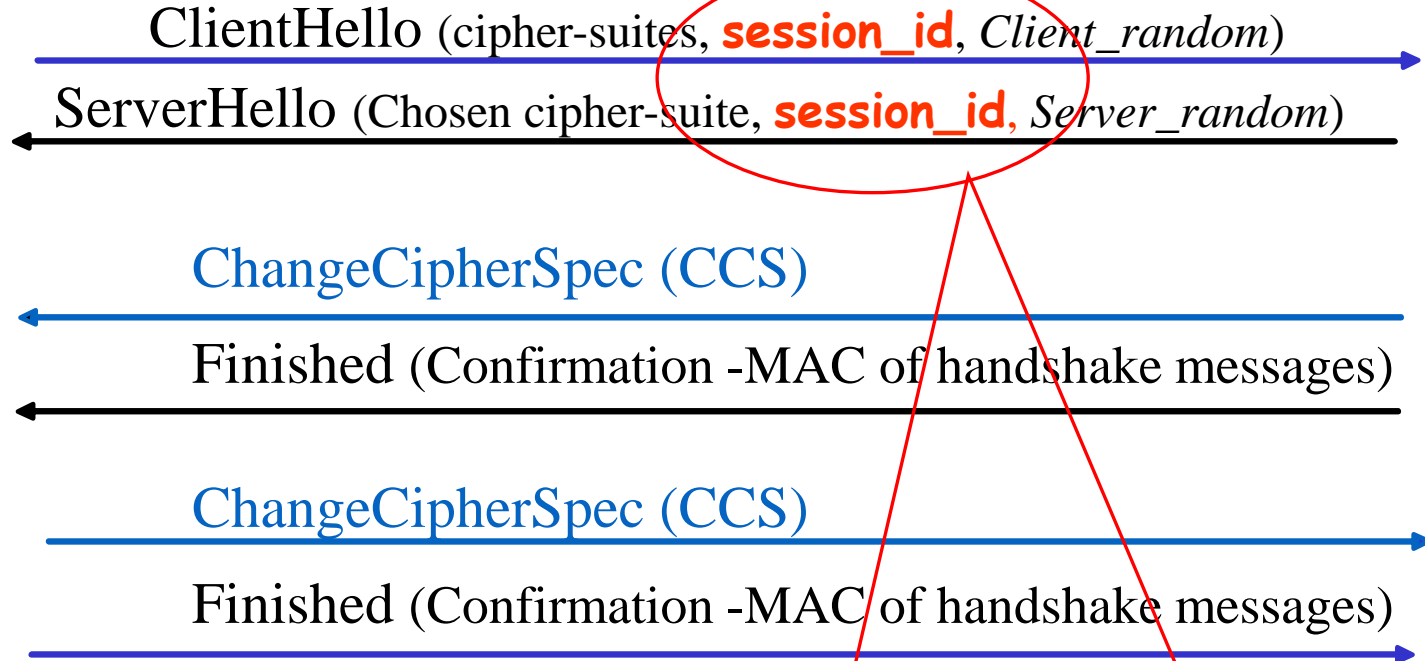 ClientHello (cipher-suites, session_id, Client_random)
ServerHello (Chosen cipher-suite, session_id, Server_random)
ChangeCipherSpec (CCS)
Finished (Confirmation -MAC of handshake messages)
ChangeCipherSpec (CCS)
Finished (Confirmation -MAC of handshake messages)